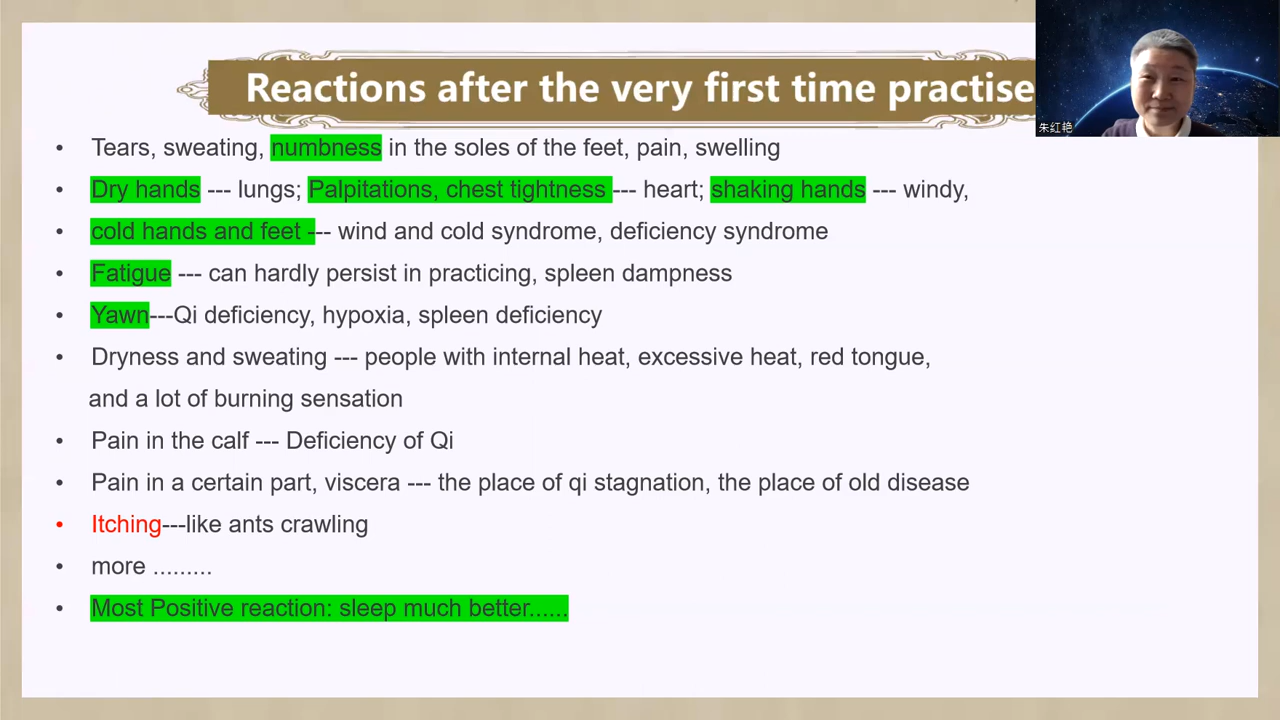 Reactions after the very first time practise
朱红艳
• Tears, sweating, numbness in the soles of the feet, pain, swelling
• Dry hands --- lungs; Palpitations, chest tightness --- heart; shaking hands --- windy,
• cold hands and feet --- wind and cold syndrome, deficiency syndrome
• Fatigue --- can hardly persist in practicing, spleen dampness
• Yawn---Qi deficiency, hypoxia, spleen deficiency
• Dryness and sweating --- people with internal heat, excessive heat, red tongue,
and a lot of burning sensation
• Pain in the calf --- Deficiency of Qi
• Pain in a certain part, viscera --- the place of qi stagnation, the place of old disease
• Itching---like ants crawling
• more .........
• Most Positive reaction: sleep much better......